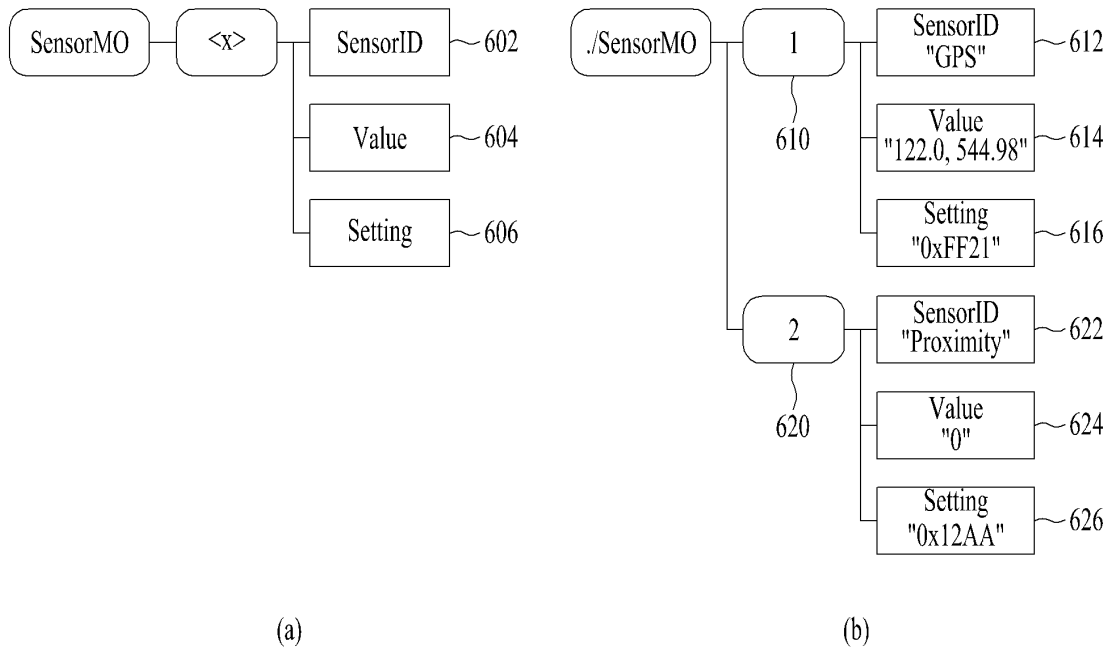 SensorMO
<x>
SensorID
602
Value
604
Setting
606
(a)
./SensorMO
1
610
SensorID
"GPS"
612
Value
"122.0, 544.98"
614
Setting
"0xFF21"
616
2
620
SensorID
"Proximity"
622
Value
"0"
624
Setting
"0x12AA"
626
(b)